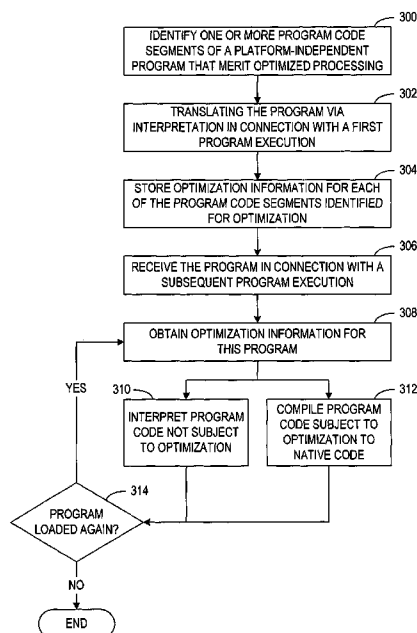 300
IDENTIFY ONE OR MORE PROGRAM CODE
SEGMENTS OF A PLATFORM-INDEPENDENT
PROGRAM THAT MERIT OPTIMIZED PROCESSING
302
TRANSLATING THE PROGRAM VIA
INTERPRETATION IN CONNECTION WITH A FIRST
PROGRAM EXECUTION
304
STORE OPTIMIZATION INFORMATION FOR EACH
OF THE PROGRAM CODE SEGMENTS IDENTIFIED
FOR OPTIMIZATION
306
RECEIVE THE PROGRAM IN CONNECTION WITH A
SUBSEQUENT PROGRAM EXECUTION
308
OBTAIN OPTIMIZATION INFORMATION FOR
THIS PROGRAM
YES
310
INTERPRET PROGRAM
CODE NOT SUBJECT
TO OPTIMIZATION
312
COMPILE PROGRAM
CODE SUBJECT TO
OPTIMIZATION TO
NATIVE CODE
314
PROGRAM
LOADED AGAIN?
NO
END